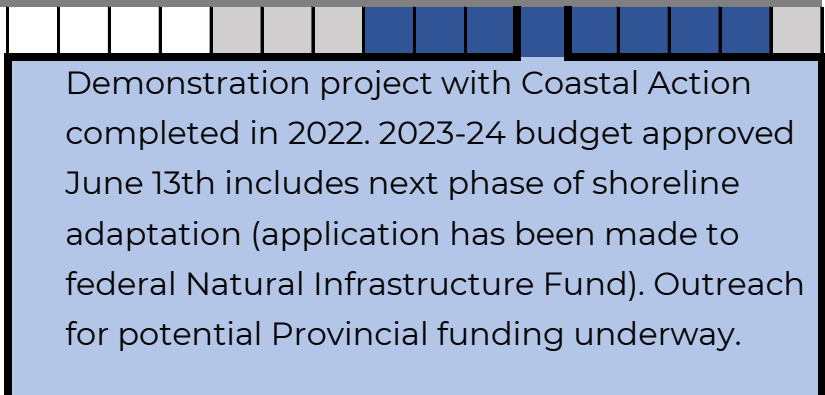 Demonstration project with Coastal Action
completed in 2022. 2023-24 budget approved
June 13th includes next phase of shoreline
adaptation (application has been made to
federal Natural Infrastructure Fund). Outreach
for potential Provincial funding underway.